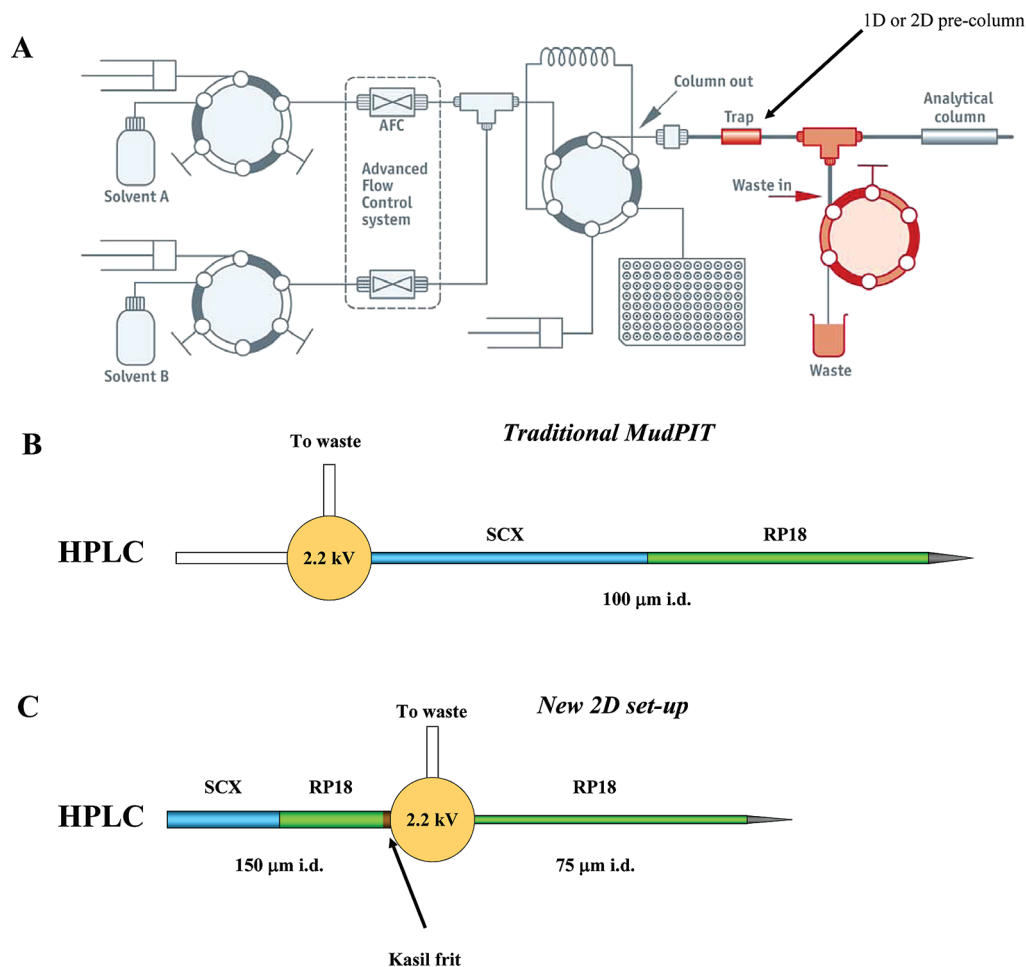 1D or 2D pre-column
A
Column out
Trap
Analytical
column
AFC
Solvent A
Advanced
Flow
Control
system
Waste in
Solvent B
Waste
B
Traditional MudPIT
To waste
HPLC
2.2 kV
SCX
RP18
100 µm i.d.
C
New 2D set-up
To waste
SCX
RP18
RP18
HPLC
2.2 kV
150 µm i.d.
75 µm i.d.
Kasil frit